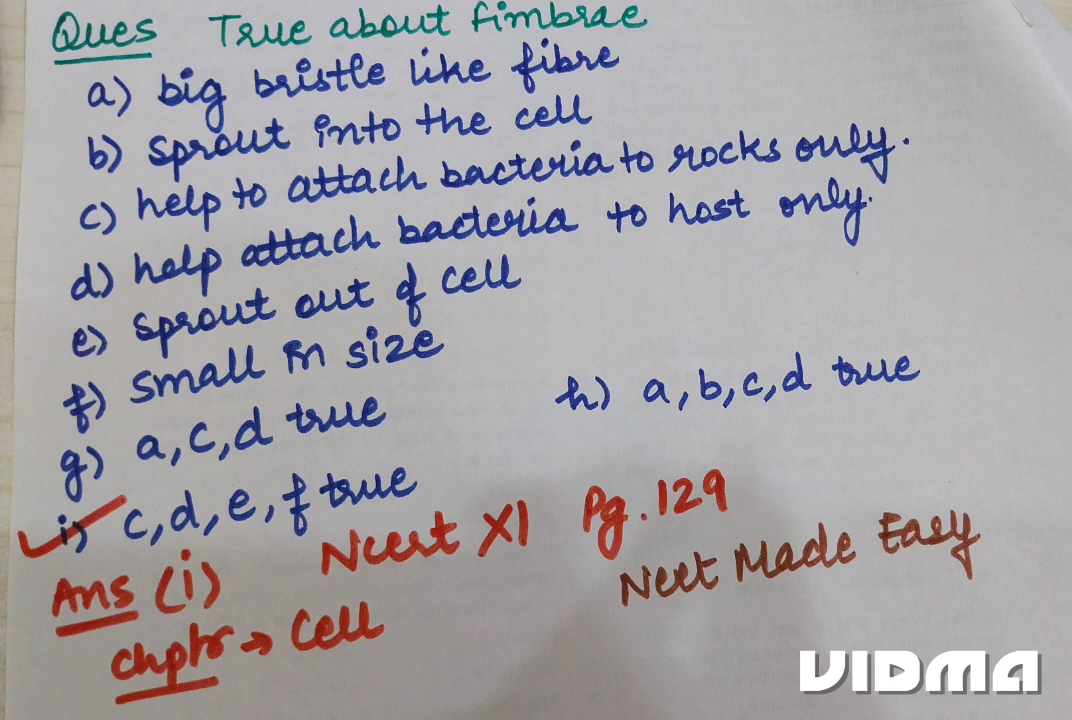 Ques True about fimbrae
a) big bristle like fibre
b) sprout into the cell
c) help to attach bacteria to rocks only.
d) help attach bacteria to host only.
e) sprout out of cell
f) small in size
g) a, c, d true h) a, b, c, d true
i) c, d, e, f true
Ans (i) Ncert XI Pg. 129
Neet Made Easy
chptr → Cell
VIDMA